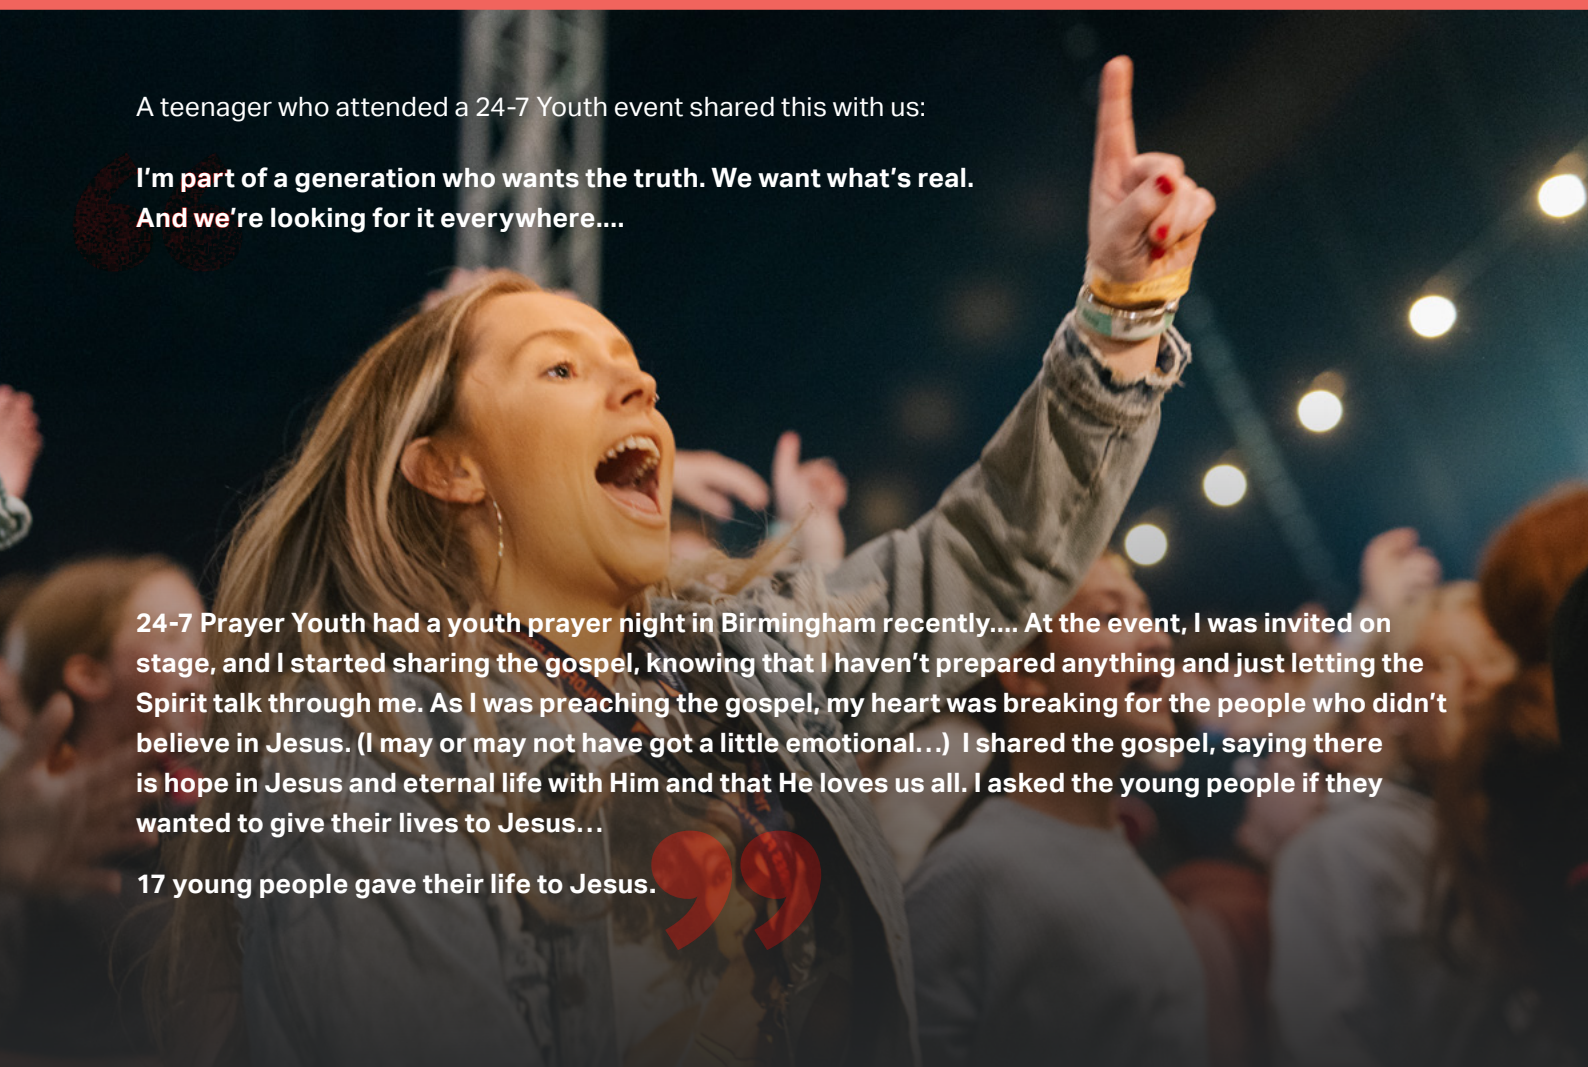 A teenager who attended a 24-7 Youth event shared this with us:
I'm part of a generation who wants the truth. We want what's real.
And we're looking for it everywhere....
24-7 Prayer Youth had a youth prayer night in Birmingham recently.... At the event, I was invited on
stage, and I started sharing the gospel, knowing that I haven't prepared anything and just letting the
Spirit talk through me. As I was preaching the gospel, my heart was breaking for the people who didn't
believe in Jesus. (I may or may not have got a little emotional…)  I shared the gospel, saying there
is hope in Jesus and eternal life with Him and that He loves us all. I asked the young people if they
wanted to give their lives to Jesus…
17 young people gave their life to Jesus.